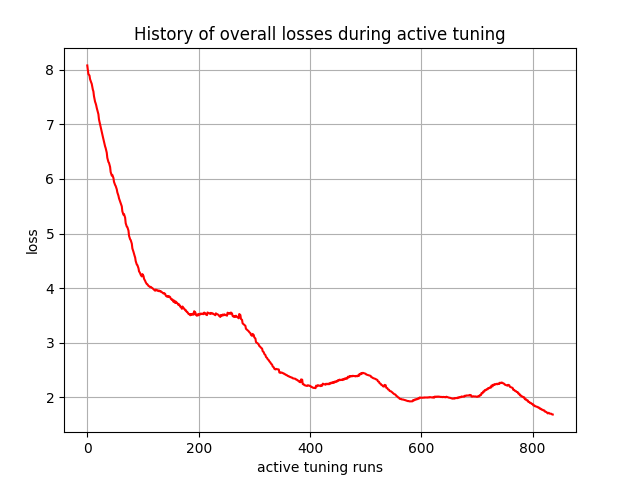 History of overall losses during active tuning
8
7
6
5
4
3
2
loss
0 200 400 600 800
active tuning runs